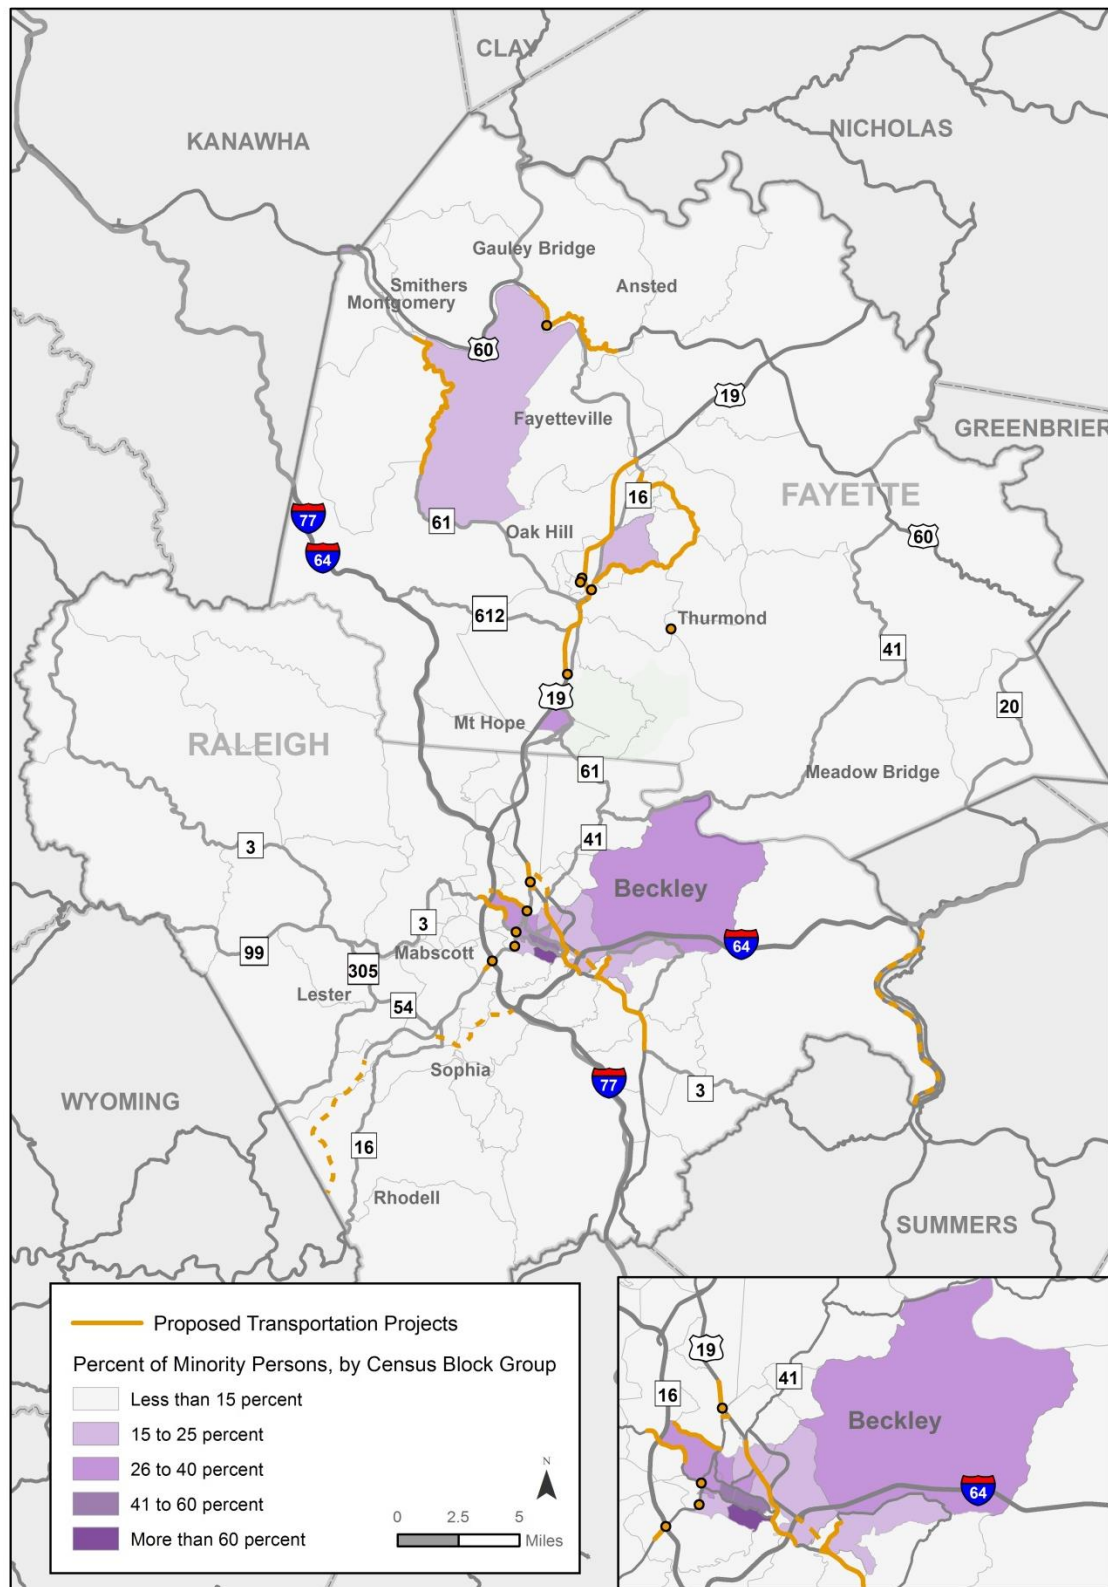 CLAY
KANAWHA
NICHOLAS
Gauley Bridge
Smithers
Ansted
Montgomery
60
19
Fayetteville
GREENBRIER
FAYETTE
16
77
61
Oak Hill
60
64
612
Thurmond
41
19
20
Mt Hope
RALEIGH
61
Meadow Bridge
3
41
Beckley
3
64
99
Mabscott
305
Lester
54
Sophia
77
3
WYOMING
16
Rhodell
SUMMERS
Proposed Transportation Projects
Percent of Minority Persons, by Census Block Group
Less than 15 percent
15 to 25 percent
26 to 40 percent
41 to 60 percent
More than 60 percent
N
0 2.5 5
Miles
19
41
16
Beckley
64